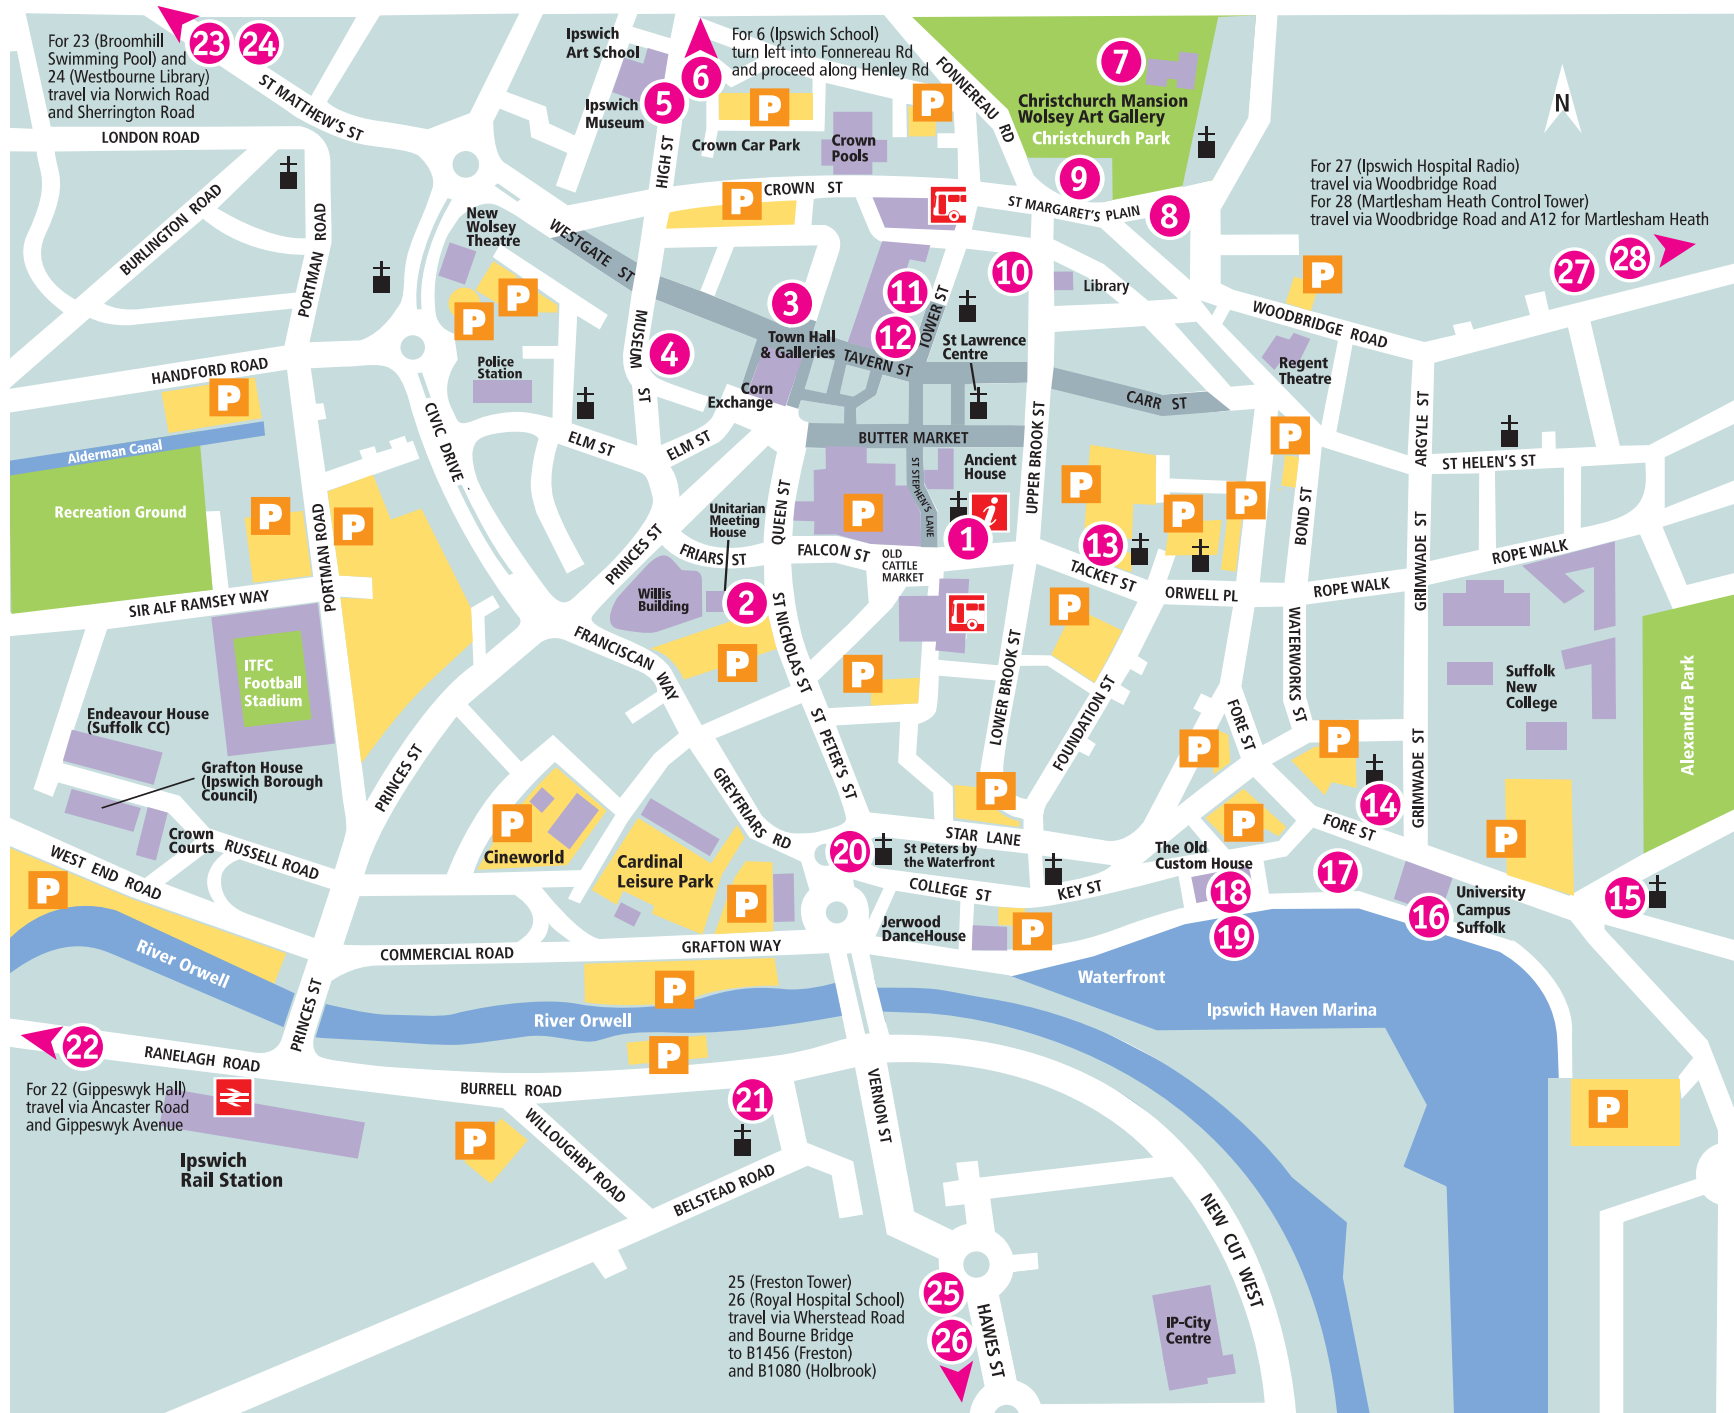 For 23 (Broomhill
Swimming Pool) and
24 (Westbourne Library)
travel via Norwich Road
and Sherrington Road
23
24
ST MATTHEW'S ST
LONDON ROAD
BURLINGTON ROAD
PORTMAN ROAD
Ipswich
Art School
Ipswich
Museum
5
6
For 6 (Ipswich School)
turn left into Fonnereau Rd
and proceed along Henley Rd
HIGH ST
P
Crown Car Park
Crown
Pools
P
FONNEREAU RD
7
Christchurch Mansion
Wolsey Art Gallery
Christchurch Park
N
For 27 (Ipswich Hospital Radio)
travel via Woodbridge Road
For 28 (Martlesham Heath Control Tower)
travel via Woodbridge Road and A12 for Martlesham Heath
27
28
9
8
CROWN ST
P
ST MARGARET'S PLAIN
New
Wolsey
Theatre
WESTGATE ST
P
P
Police
Station
3
Town Hall
& Galleries
11
12
TOWER ST
10
Library
St Lawrence
Centre
TAVERN ST
MUSEUM ST
4
Corn
Exchange
P
WOODBRIDGE ROAD
Regent
Theatre
CARR ST
HANDFORD ROAD
P
Alderman Canal
Recreation Ground
CIVIC DRIVE
ELM ST
ELM ST
BUTTER MARKET
UPPER BROOK ST
Ancient
House
ST STEPHEN'S LANE
P
i
1
QUEEN ST
Unitarian
Meeting
House
PRINCES ST
FRIARS ST
FALCON ST
OLD
CATTLE
MARKET
P
13
P
P
P
TACKET ST
ORWELL PL
BOND ST
ARGYLE ST
ST HELEN'S ST
GRIMWADE ST
ROPE WALK
ROPE WALK
P
P
PORTMAN ROAD
SIR ALF RAMSEY WAY
Willis
Building
2
P
ST NICHOLAS ST
FRANCISCAN WAY
P
P
LOWER BROOK ST
FOUNDATION ST
WATERWORKS ST
FORE ST
Suffolk
New
College
Alexandra Park
ITFC
Football
Stadium
Endeavour House
(Suffolk CC)
Grafton House
(Ipswich Borough
Council)
Crown
Courts
RUSSELL ROAD
PRINCES ST
ST PETER'S ST
GREYFRIARS RD
P
Cineworld
Cardinal
Leisure Park
P
P
STAR LANE
20
St Peters by
the Waterfront
COLLEGE ST
KEY ST
P
P
P
14
GRIMWADE ST
FORE ST
P
The Old
Custom House
18
19
17
16
University
Campus
Suffolk
15
WEST END ROAD
P
River Orwell
COMMERCIAL ROAD
GRAFTON WAY
Jerwood
DanceHouse
P
Waterfront
Ipswich Haven Marina
P
River Orwell
PRINCES ST
22
RANELAGH ROAD
BURRELL ROAD
P
For 22 (Gippeswyk Hall)
travel via Ancaster Road
and Gippeswyk Avenue
Ipswich
Rail Station
P
WILLOUGHBY ROAD
21
BELSTEAD ROAD
VERNON ST
P
NEW CUT WEST
25 (Freston Tower)
26 (Royal Hospital School)
travel via Wherstead Road
and Bourne Bridge
to B1456 (Freston)
and B1080 (Holbrook)
25
26
HAWES ST
IP-City
Centre